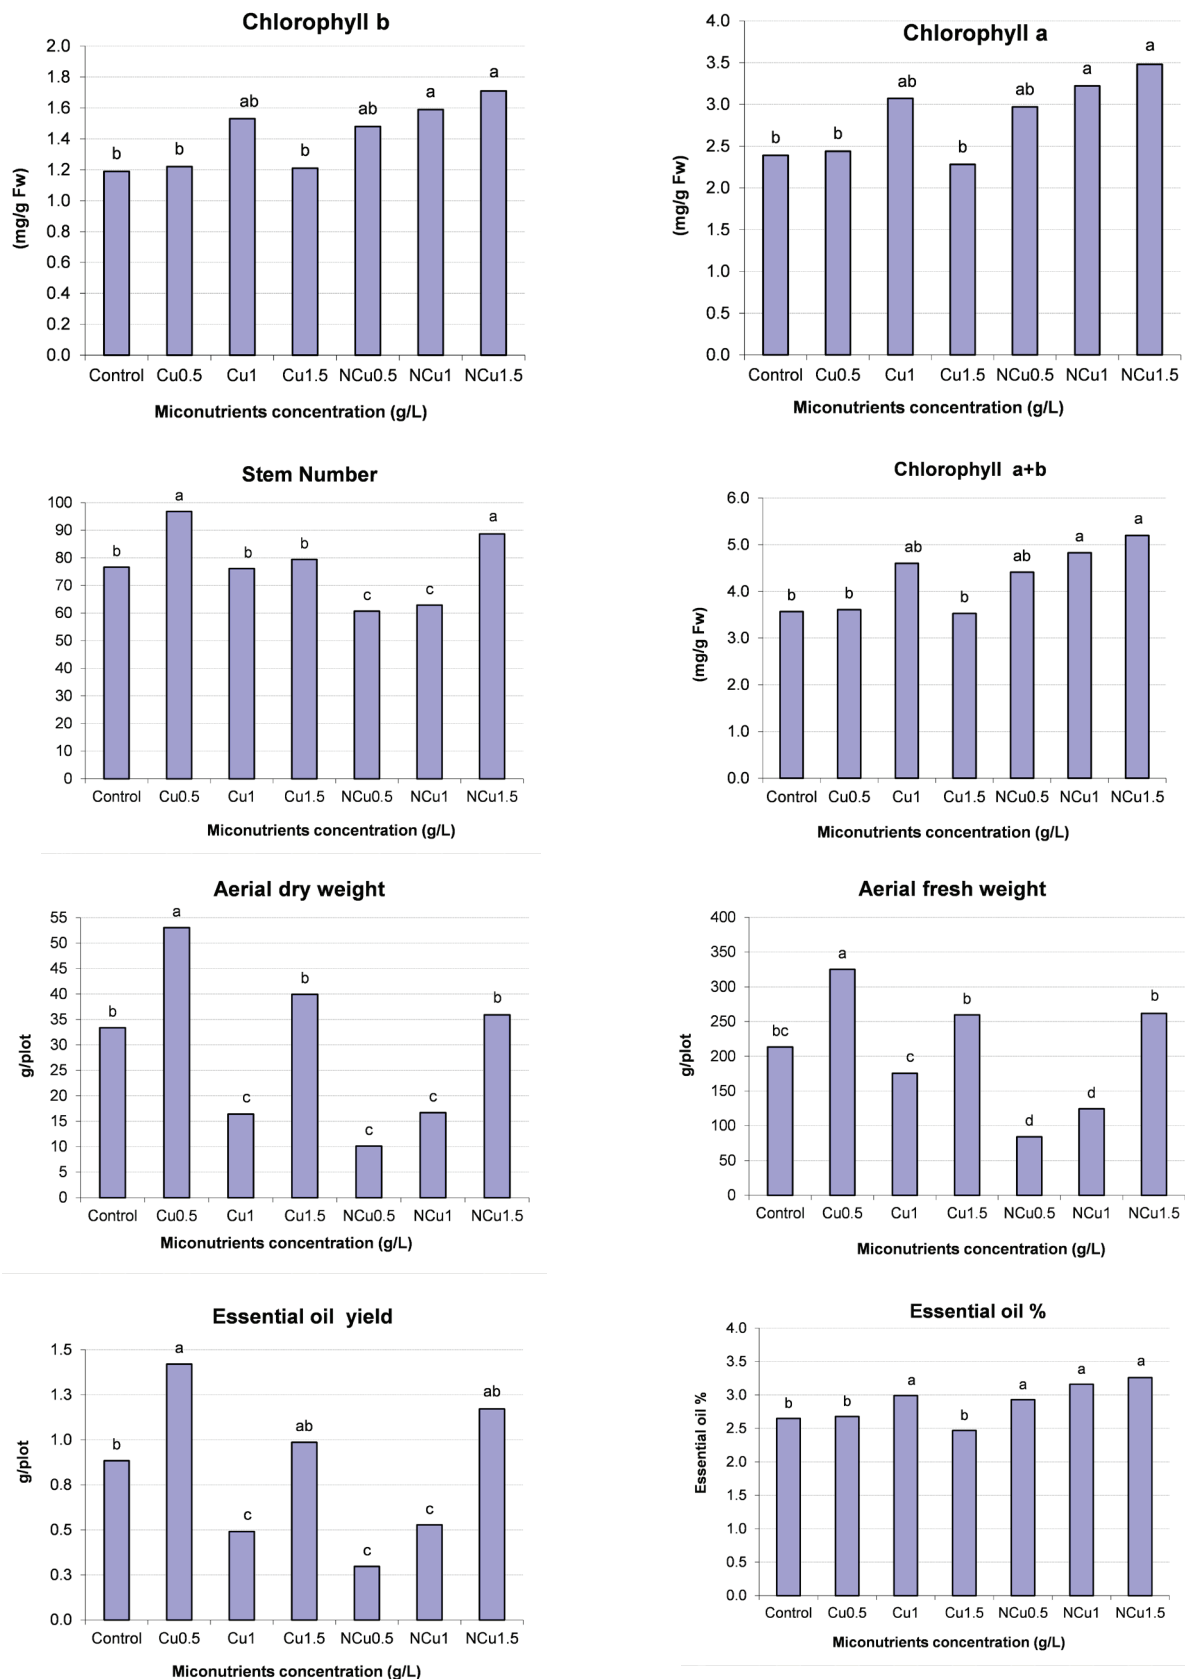 Chlorophyll b
2.0
1.8
1.6
1.4
1.2
1.0
0.8
0.6
0.4
0.2
0.0
(mg/g Fw)
b b ab b ab a a
Control Cu0.5 Cu1 Cu1.5 NCu0.5 NCu1 NCu1.5
Miconutrients concentration (g/L)
Chlorophyll a
4.0
3.5
3.0
2.5
2.0
1.5
1.0
0.5
0.0
(mg/g Fw)
b b ab b ab a a
Control Cu0.5 Cu1 Cu1.5 NCu0.5 NCu1 NCu1.5
Miconutrients concentration (g/L)
Stem Number
100
90
80
70
60
50
40
30
20
10
0
b a b b c c a
Control Cu0.5 Cu1 Cu1.5 NCu0.5 NCu1 NCu1.5
Miconutrients concentration (g/L)
Chlorophyll a+b
6.0
5.0
4.0
3.0
2.0
1.0
0.0
(mg/g Fw)
b b ab b ab a a
Control Cu0.5 Cu1 Cu1.5 NCu0.5 NCu1 NCu1.5
Miconutrients concentration (g/L)
Aerial dry weight
55
50
45
40
35
30
25
20
15
10
5
0
g/plot
b a c b c c b
Control Cu0.5 Cu1 Cu1.5 NCu0.5 NCu1 NCu1.5
Miconutrients concentration (g/L)
Aerial fresh weight
400
350
300
250
200
150
100
50
0
g/plot
bc a c b d d b
Control Cu0.5 Cu1 Cu1.5 NCu0.5 NCu1 NCu1.5
Miconutrients concentration (g/L)
Essential oil yield
1.5
1.3
1.0
0.8
0.5
0.3
0.0
g/plot
b a c ab c c ab
Control Cu0.5 Cu1 Cu1.5 NCu0.5 NCu1 NCu1.5
Miconutrients concentration (g/L)
Essential oil %
4.0
3.5
3.0
2.5
2.0
1.5
1.0
0.5
0.0
Essential oil %
b b a b a a a
Control Cu0.5 Cu1 Cu1.5 NCu0.5 NCu1 NCu1.5
Miconutrients concentration (g/L)